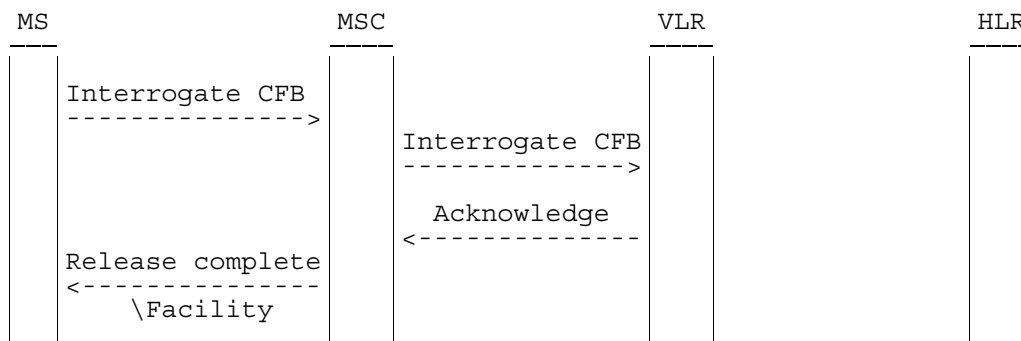 MS MSC VLR HLR
Interrogate CFB
--------------->
Interrogate CFB
-------------->
Acknowledge
<--------------
Release complete
<---------------
\Facility